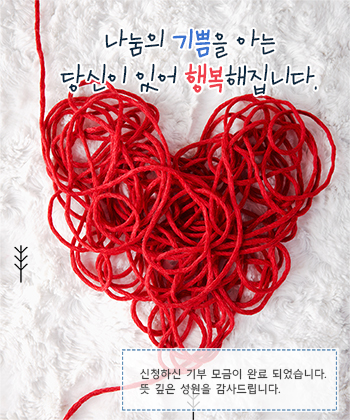 나눔의 기쁨을 아는
당신이 있어 행복해집니다.
신청하신 기부 모금이 완료 되었습니다.
뜻 깊은 성원을 감사드립니다.